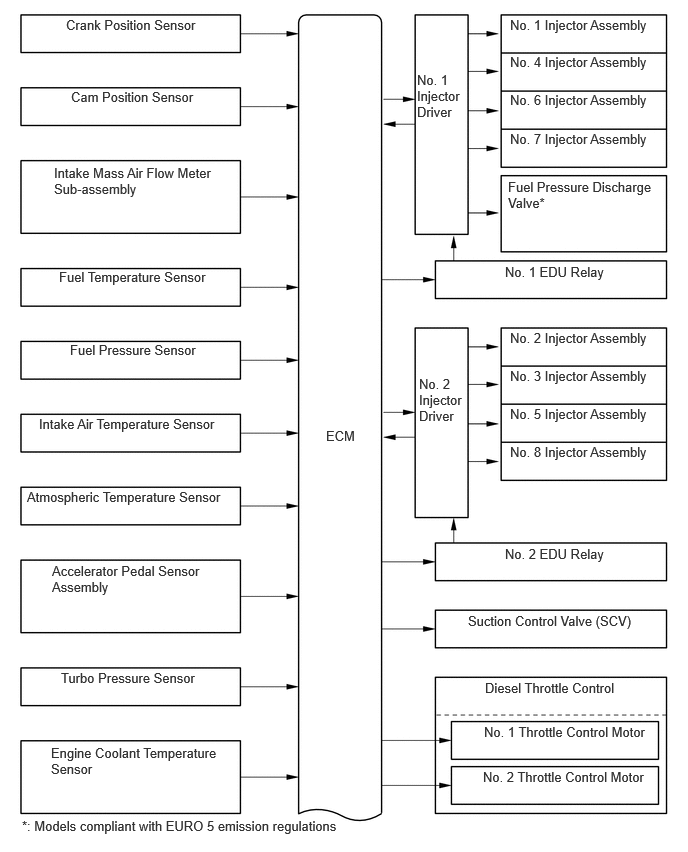 Crank Position Sensor
Cam Position Sensor
Intake Mass Air Flow Meter
Sub-assembly
Fuel Temperature Sensor
Fuel Pressure Sensor
Intake Air Temperature Sensor
Atmospheric Temperature Sensor
Accelerator Pedal Sensor
Assembly
Turbo Pressure Sensor
Engine Coolant Temperature
Sensor
ECM
No. 1
Injector
Driver
No. 1 Injector Assembly
No. 4 Injector Assembly
No. 6 Injector Assembly
No. 7 Injector Assembly
Fuel Pressure Discharge
Valve*
No. 1 EDU Relay
No. 2
Injector
Driver
No. 2 Injector Assembly
No. 3 Injector Assembly
No. 5 Injector Assembly
No. 8 Injector Assembly
No. 2 EDU Relay
Suction Control Valve (SCV)
Diesel Throttle Control
No. 1 Throttle Control Motor
No. 2 Throttle Control Motor
*: Models compliant with EURO 5 emission regulations